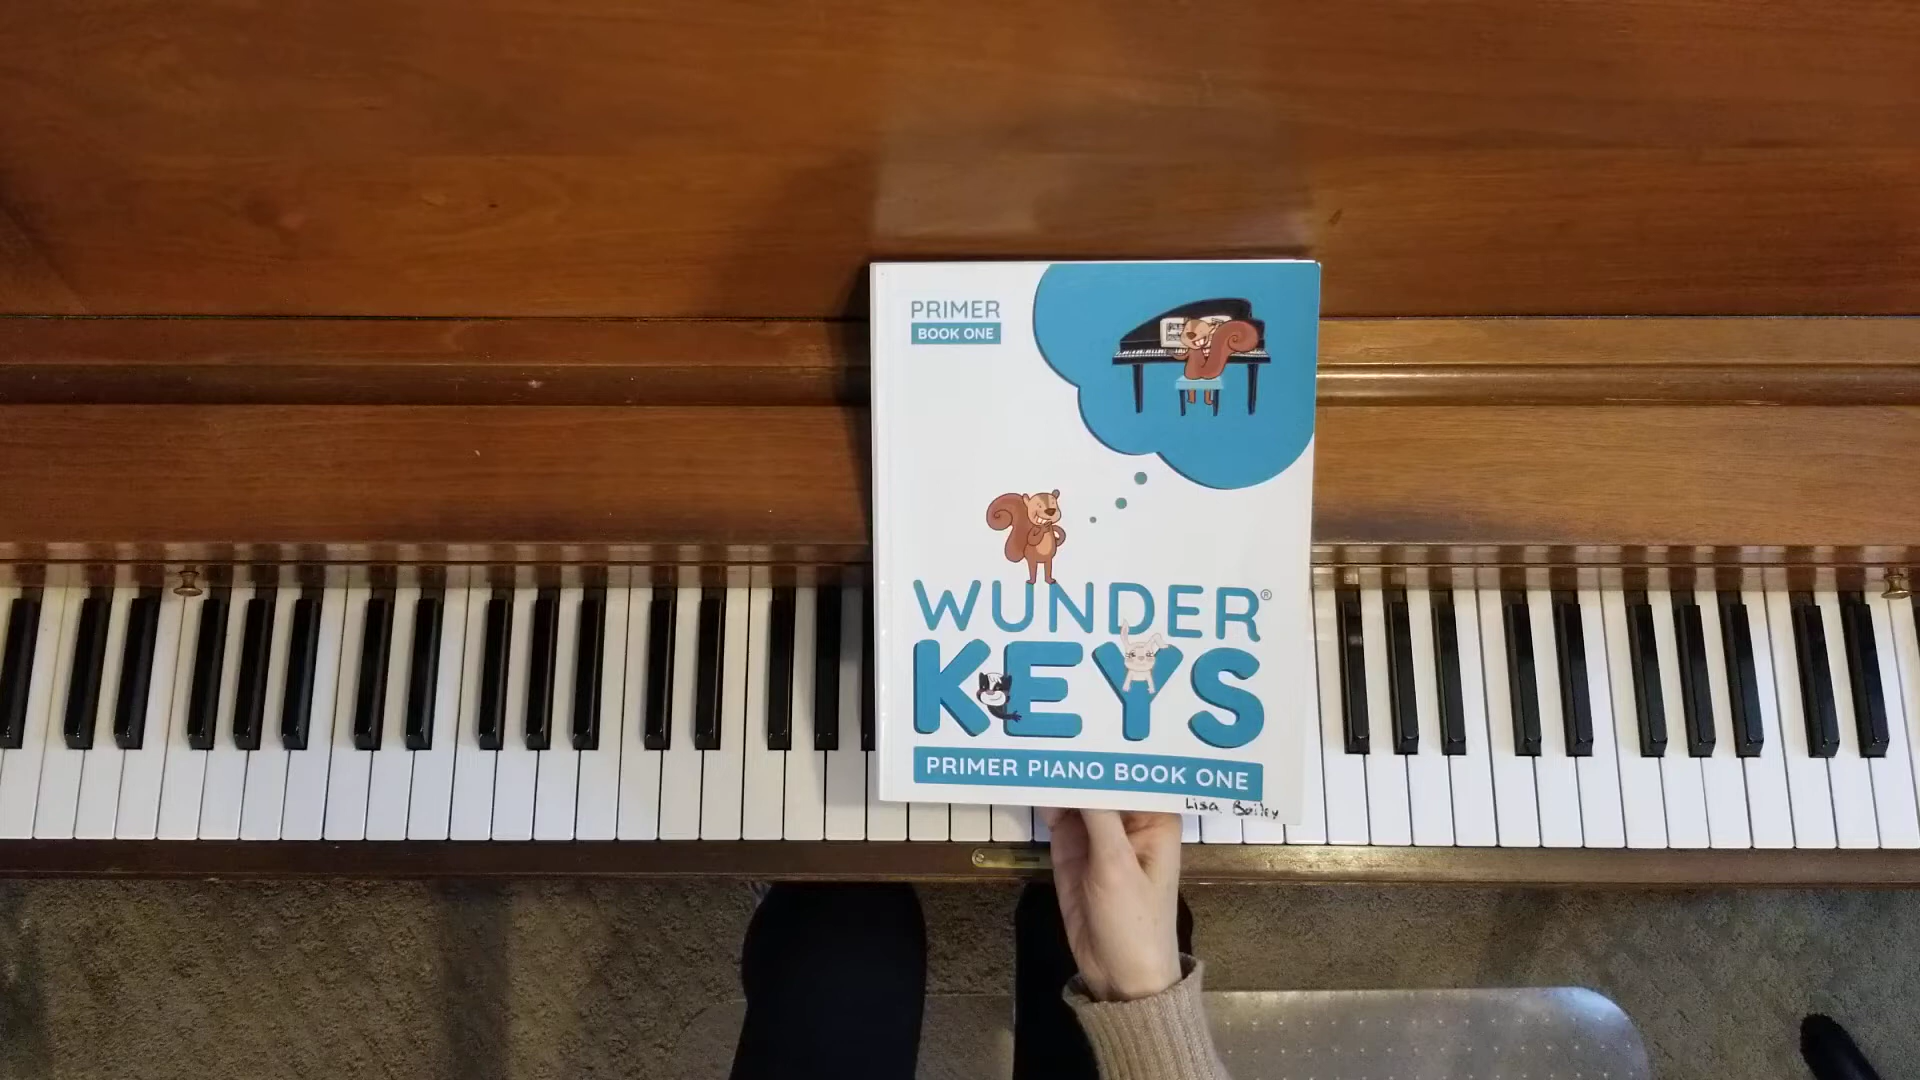 PRIMER
BOOK ONE
WUNDER®
KEYS
PRIMER PIANO BOOK ONE
Lisa Bailey